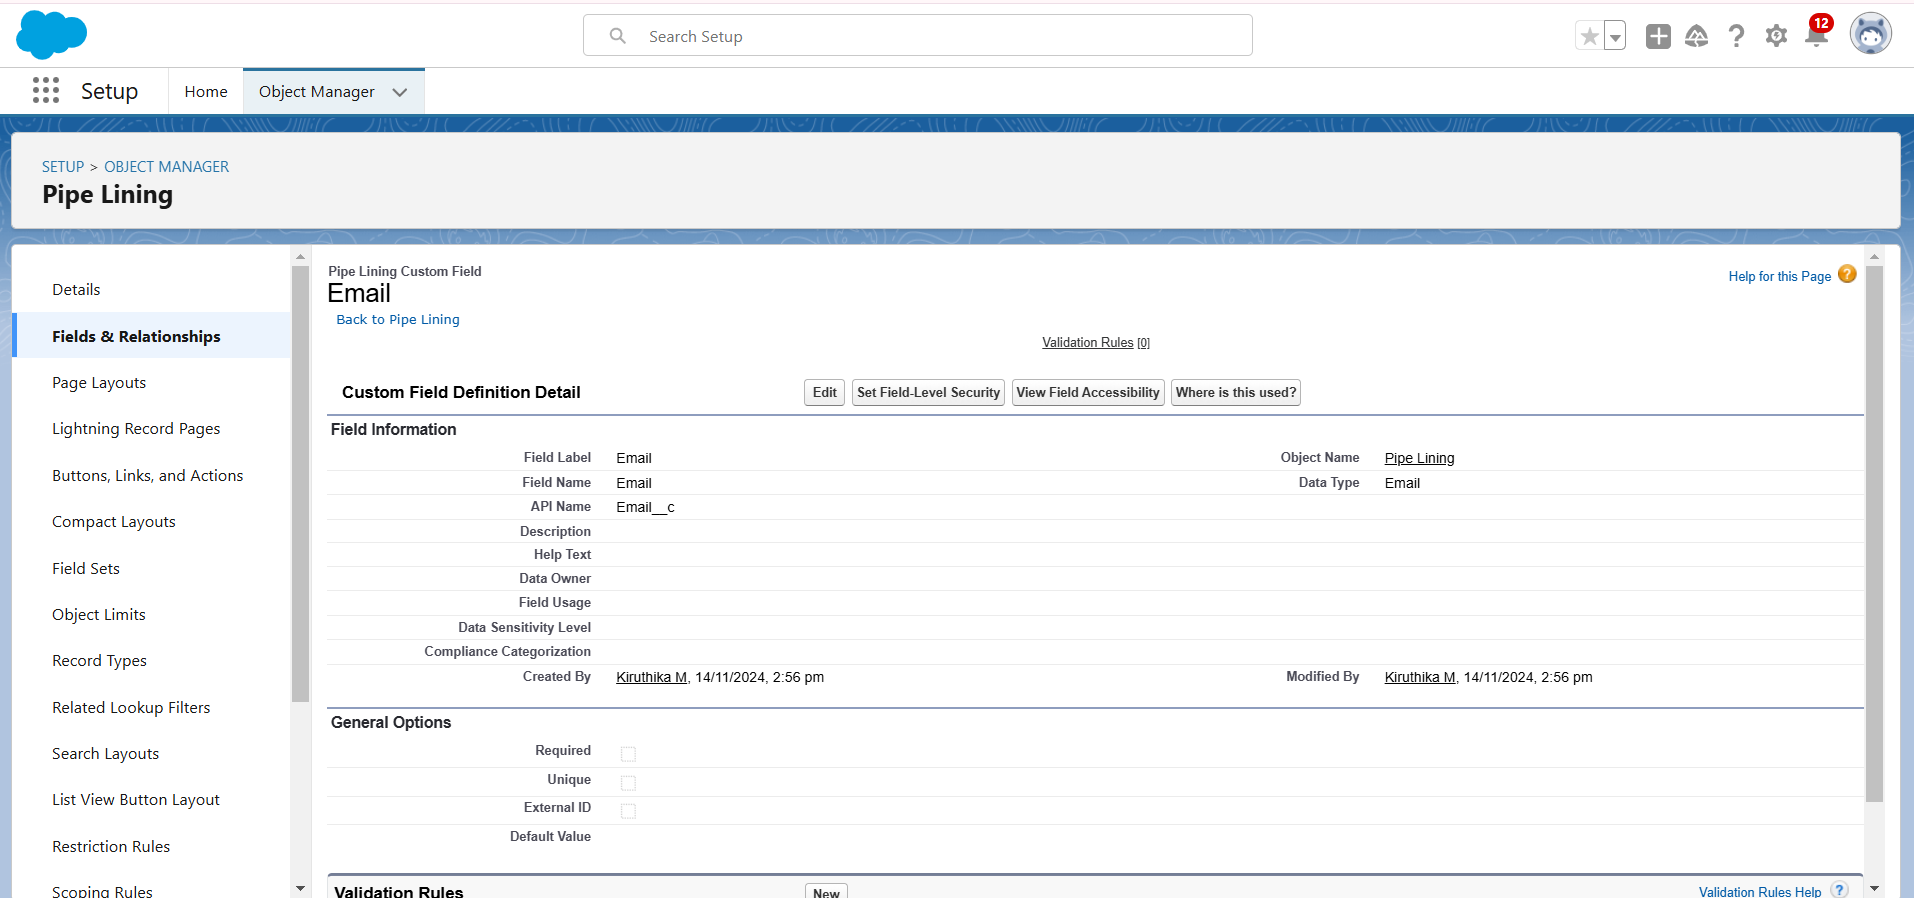 Search Setup
12
Setup
Home
Object Manager
SETUP > OBJECT MANAGER
Pipe Lining
Details
Fields & Relationships
Page Layouts
Lightning Record Pages
Buttons, Links, and Actions
Compact Layouts
Field Sets
Object Limits
Record Types
Related Lookup Filters
Search Layouts
List View Button Layout
Restriction Rules
Scoping Rules
Pipe Lining Custom Field
Email
Back to Pipe Lining
Help for this Page ?
Validation Rules [0]
Custom Field Definition Detail Edit Set Field-Level Security View Field Accessibility Where is this used?
Field Information
Field Label Email Object Name Pipe Lining
Field Name Email Data Type Email
API Name Email__c
Description
Help Text
Data Owner
Field Usage
Data Sensitivity Level
Compliance Categorization
Created By Kiruthika M, 14/11/2024, 2:56 pm Modified By Kiruthika M, 14/11/2024, 2:56 pm
General Options
Required
Unique
External ID
Default Value
Validation Rules New Validation Rules Help ?